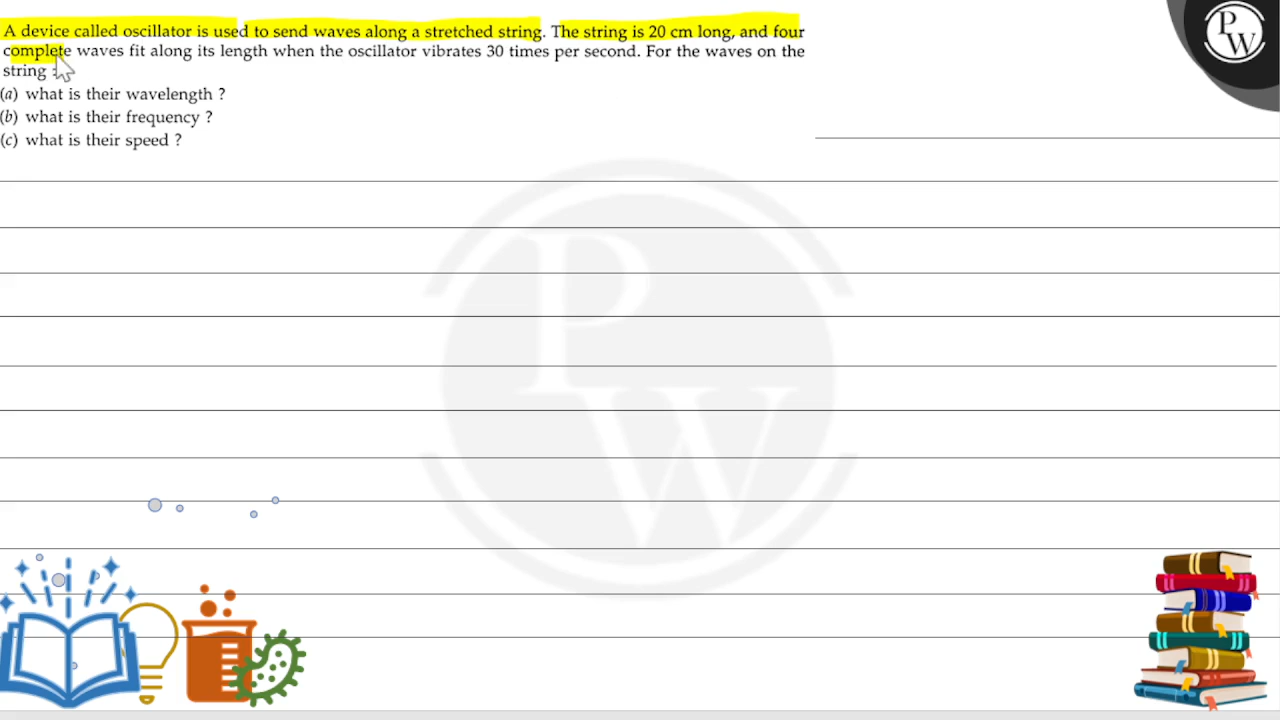 A device called oscillator is used to send waves along a stretched string. The string is 20 cm long, and four
complete waves fit along its length when the oscillator vibrates 30 times per second. For the waves on the
string :
(a) what is their wavelength ?
(b) what is their frequency ?
(c) what is their speed ?
P
W
P
W